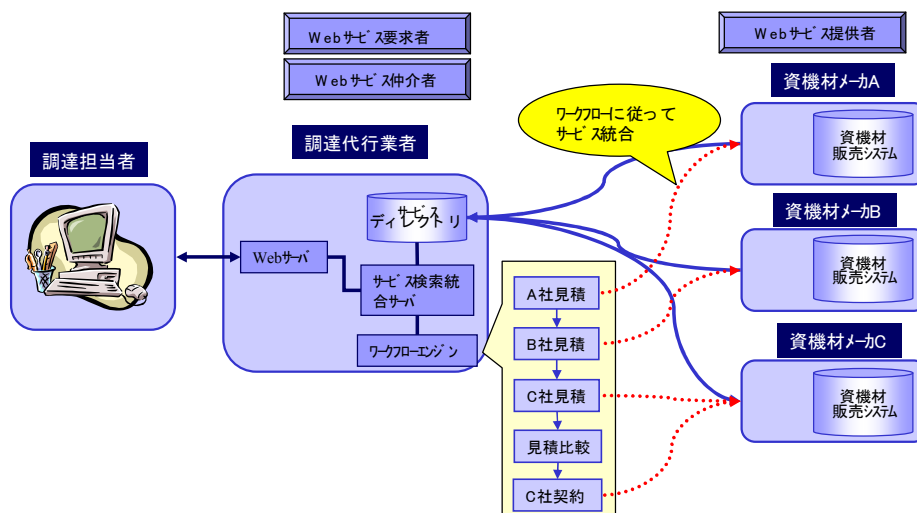 Webサービス要求者
Webサービス仲介者
Webサービス提供者
調達担当者
調達代行業者
Webサーバ
サービス
ディレクトリ
サービス検索統
合サーバ
ワークフローエンジン
ワークフローに従って
サービス統合
A社見積
B社見積
C社見積
見積比較
C社契約
資機材メーカA
資機材
販売システム
資機材メーカB
資機材
販売システム
資機材メーカC
資機材
販売システム